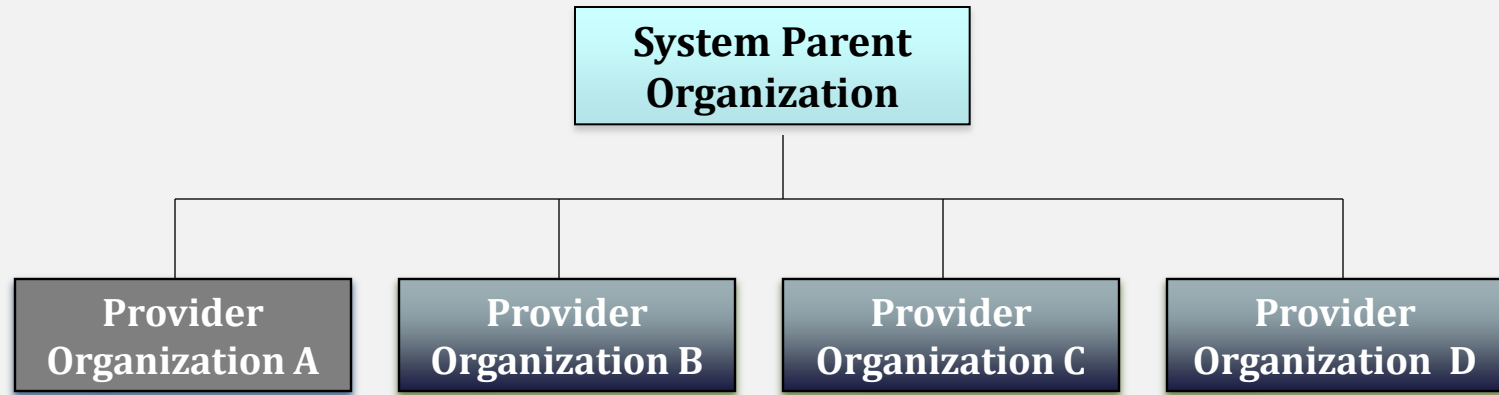 System Parent
Organization
Provider
Organization A
Provider
Organization B
Provider
Organization C
Provider
Organization D